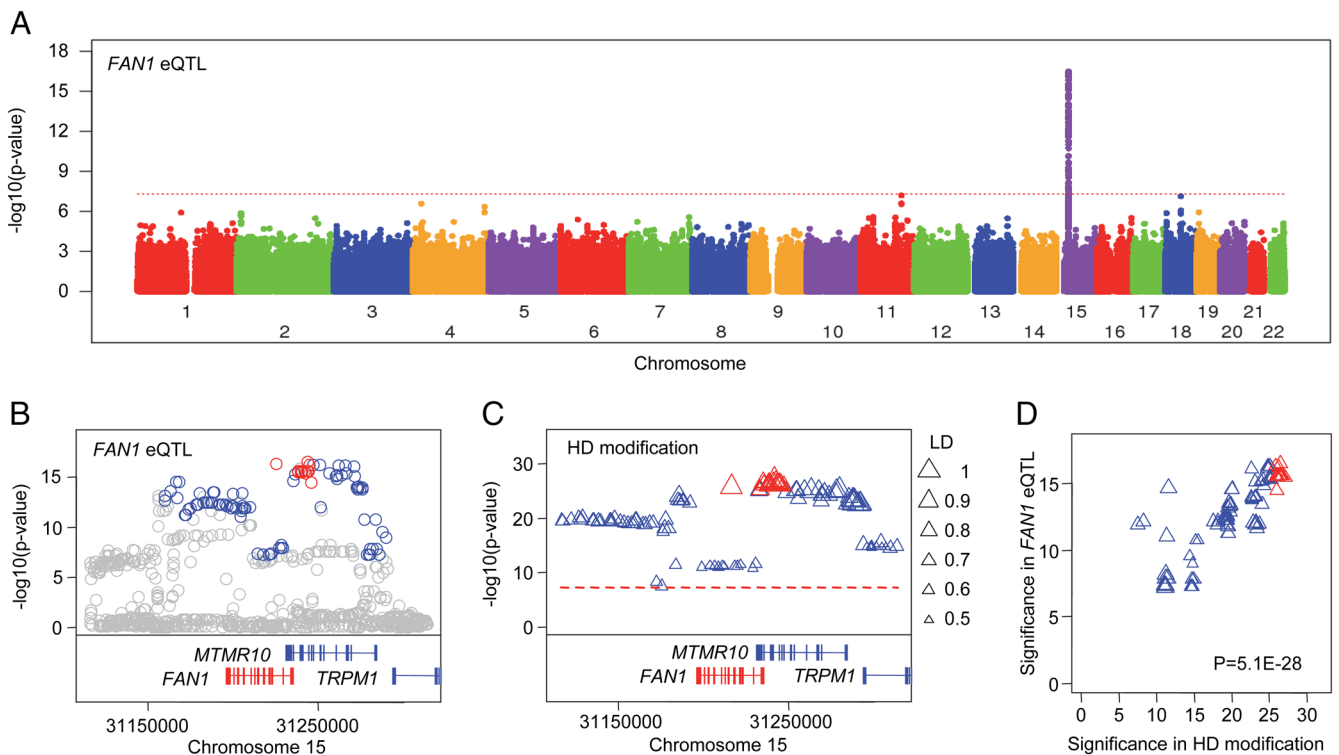 A
FAN1 eQTL
-log10(p-value)
18
15
12
9
6
3
0
1 3 5 7 9 11 13 15 17 19 21
2 4 6 8 10 12 14 16 18 20 22
Chromosome
B
FAN1 eQTL
-log10(p-value)
15
10
5
0
MTMR10
FAN1 TRPM1
31150000 31250000
Chromosome 15
C
HD modification
-log10(p-value)
30
20
10
0
MTMR10
FAN1 TRPM1
31150000 31250000
Chromosome 15
LD
1
0.9
0.8
0.7
0.6
0.5
D
Significance in FAN1 eQTL
15
10
5
0
P=5.1E-28
0 5 10 15 20 25 30
Significance in HD modification